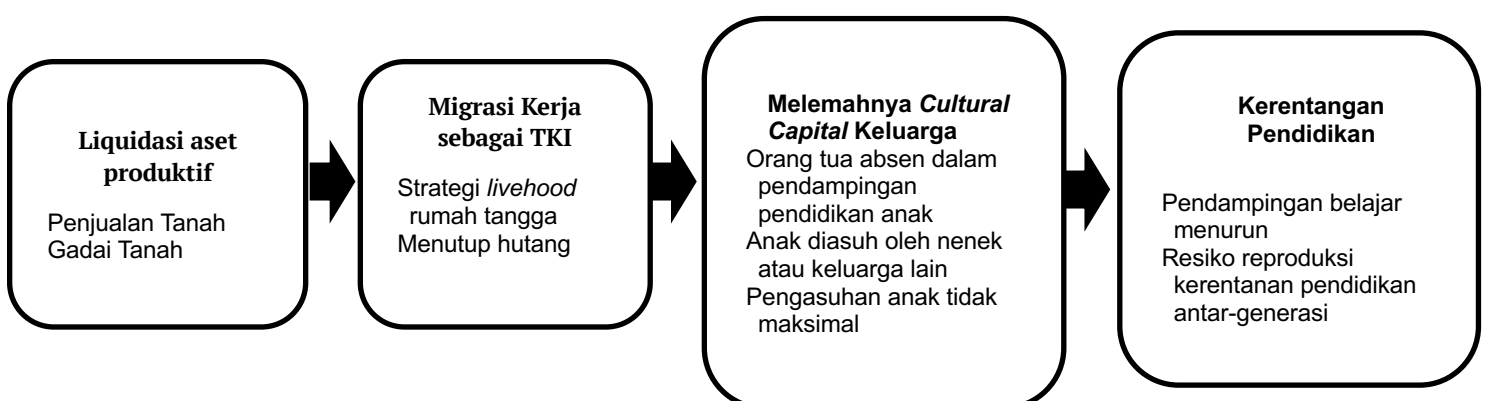 Liquidasi aset
produktif
Penjualan Tanah
Gadai Tanah
Migrasi Kerja
sebagai TKI
Strategi livehood
rumah tangga
Menutup hutang
Melemahnya Cultural
Capital Keluarga
Orang tua absen dalam
pendampingan
pendidikan anak
Anak diasuh oleh nenek
atau keluarga lain
Pengasuhan anak tidak
maksimal
Kerentangan
Pendidikan
Pendampingan belajar
menurun
Resiko reproduksi
kerentanan pendidikan
antar-generasi